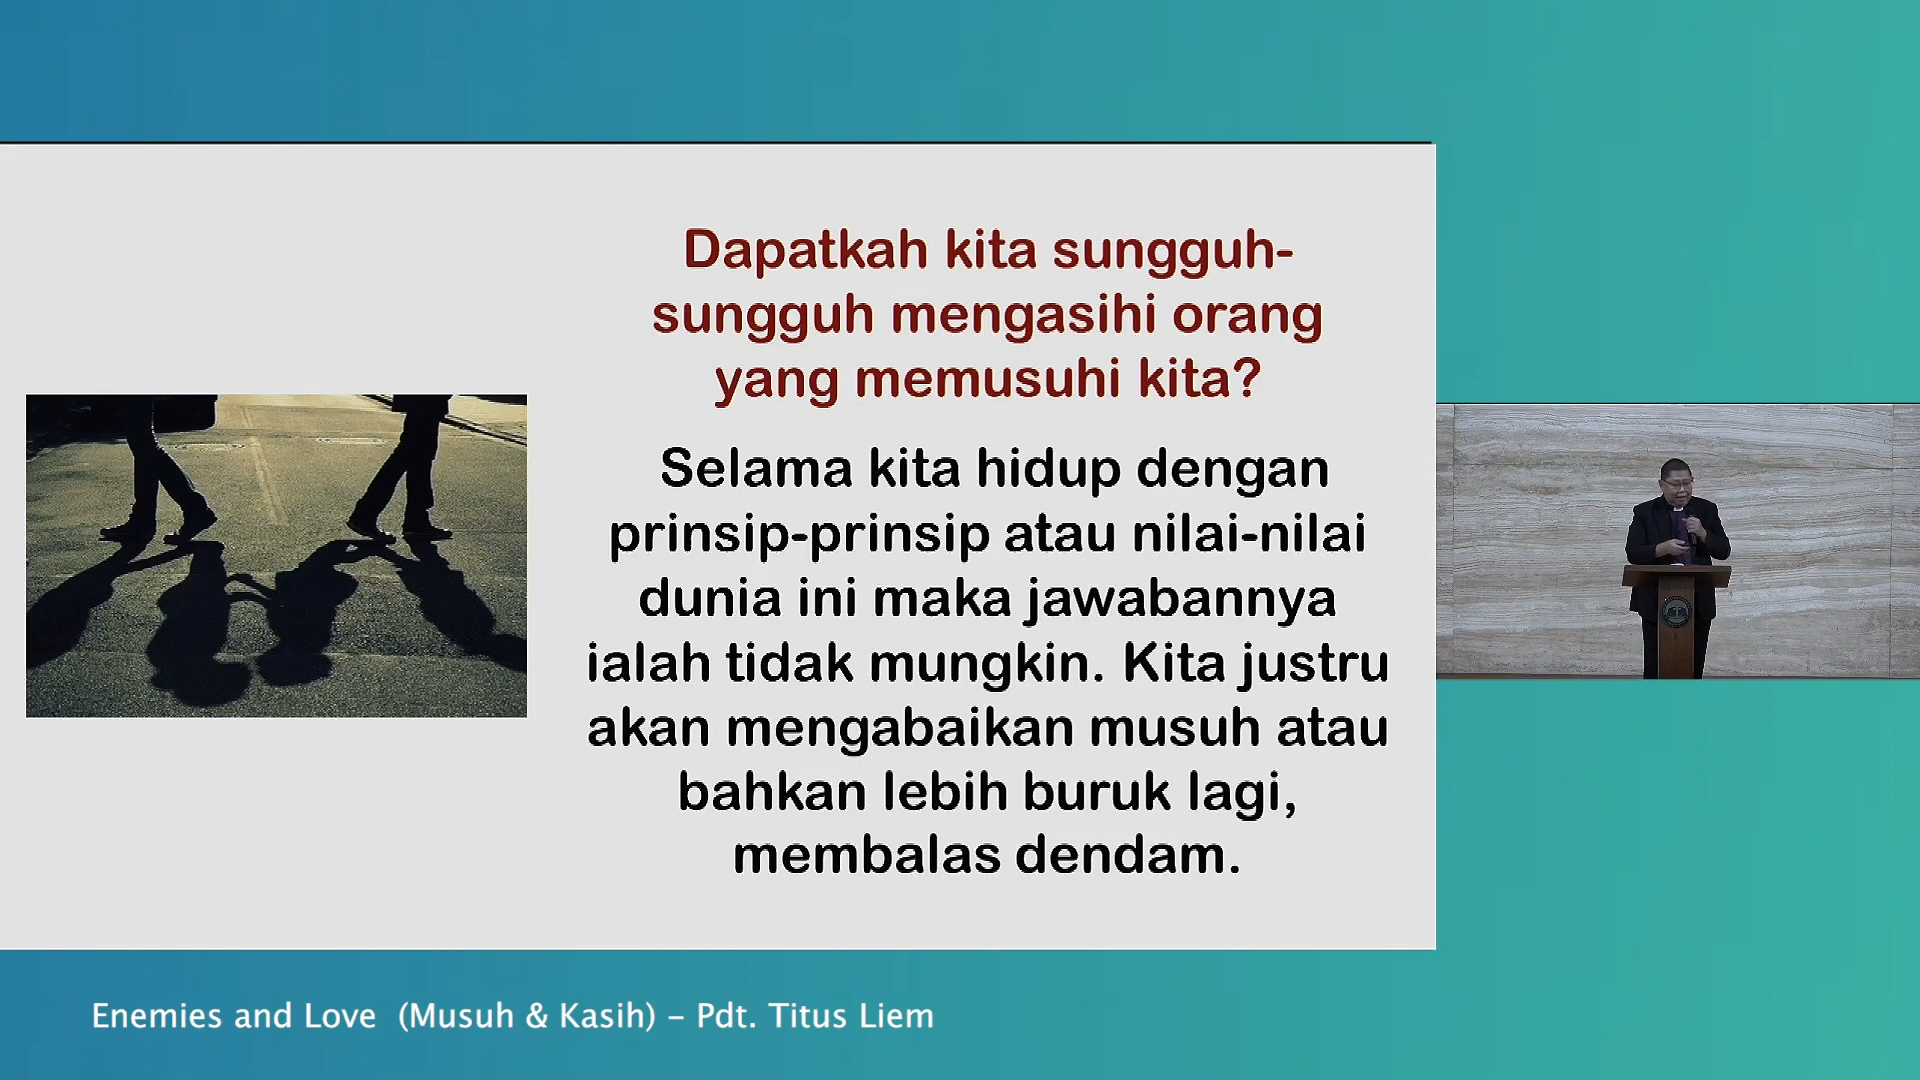 Dapatkah kita sungguh-
sungguh mengasihi orang
yang memusuhi kita?
Selama kita hidup dengan
prinsip-prinsip atau nilai-nilai
dunia ini maka jawabannya
ialah tidak mungkin. Kita justru
akan mengabaikan musuh atau
bahkan lebih buruk lagi,
membalas dendam.
Enemies and Love  (Musuh & Kasih) – Pdt. Titus Liem